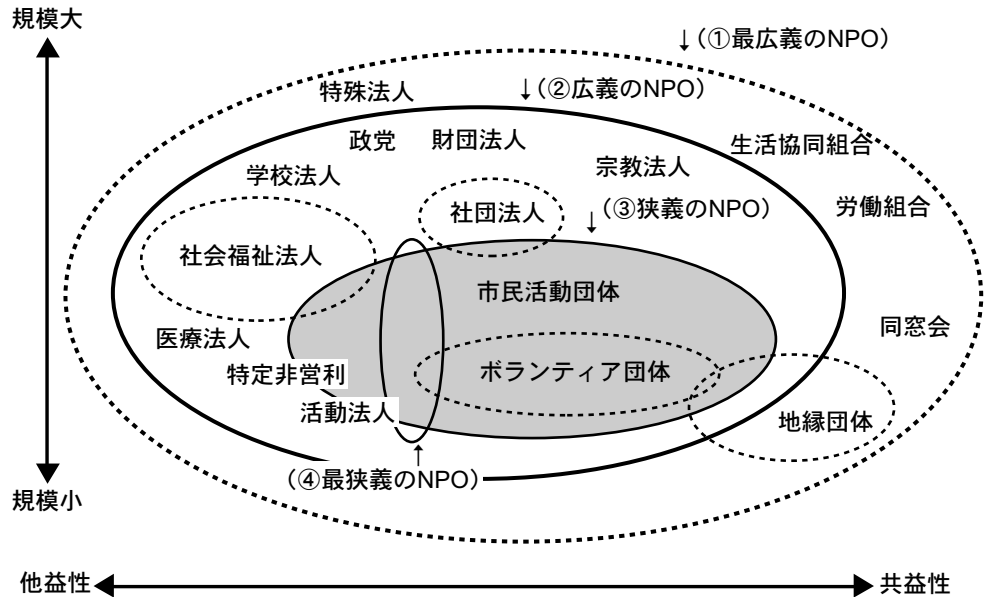 規模大
↓(①最広義のNPO)
特殊法人
↓(②広義のNPO)
政党
財団法人
生活協同組合
学校法人
宗教法人
社団法人
↓
(③狭義のNPO)
労働組合
社会福祉法人
市民活動団体
同窓会
医療法人
特定非営利
活動法人
ボランティア団体
地縁団体
↑
(④最狭義のNPO)
規模小
他益性
共益性